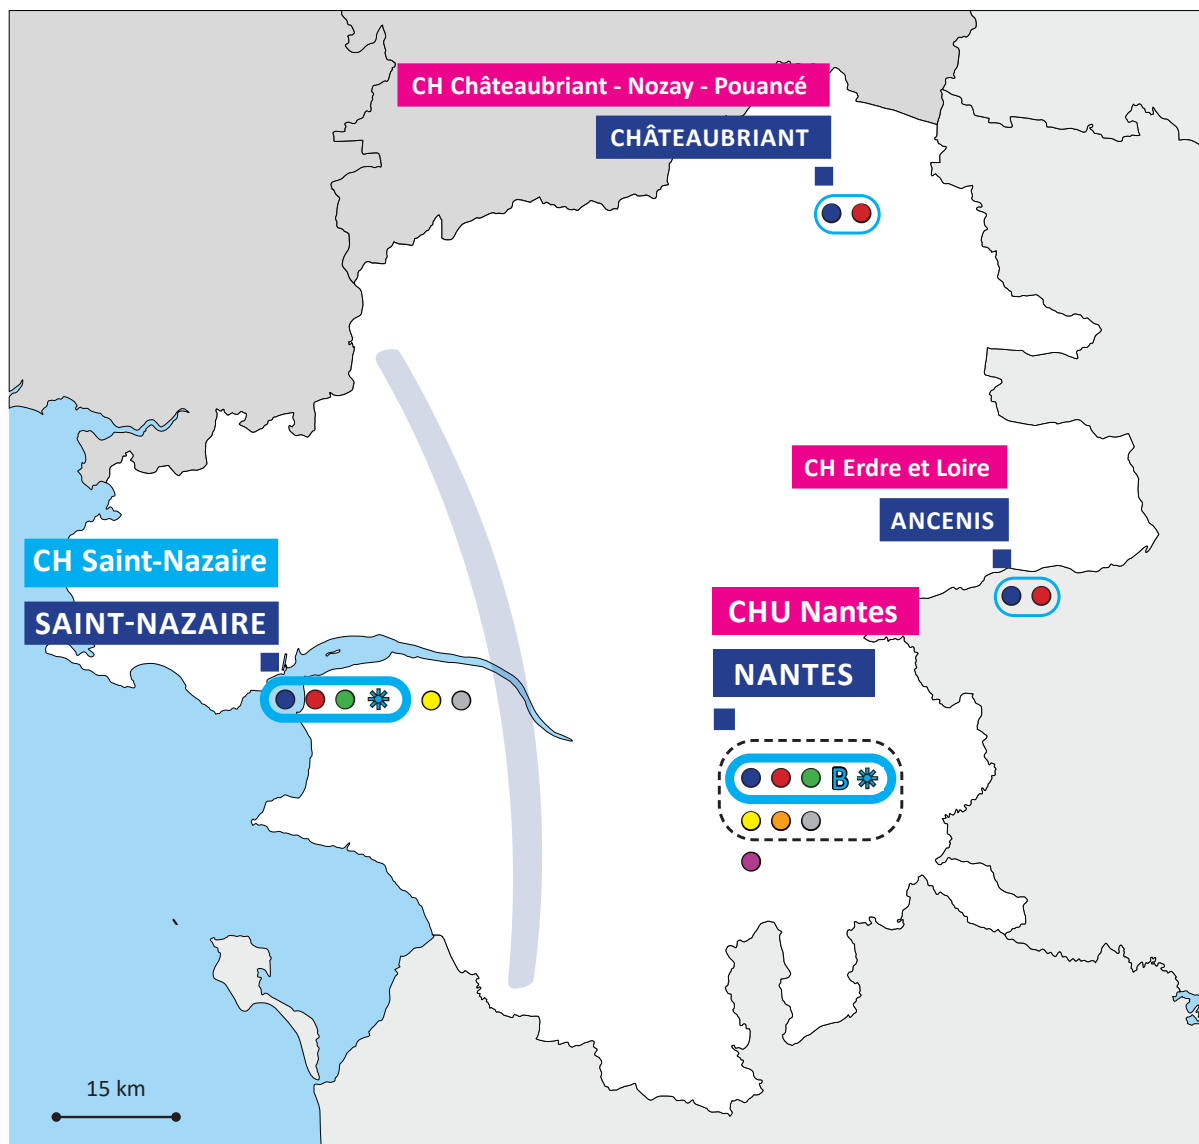 CH Châteaubriant - Nozay - Pouancé
CHÂTEAUBRIANT
CH Erdre et Loire
ANCENIS
CH Saint-Nazaire
SAINT-NAZAIRE
CHU Nantes
NANTES
B
15 km